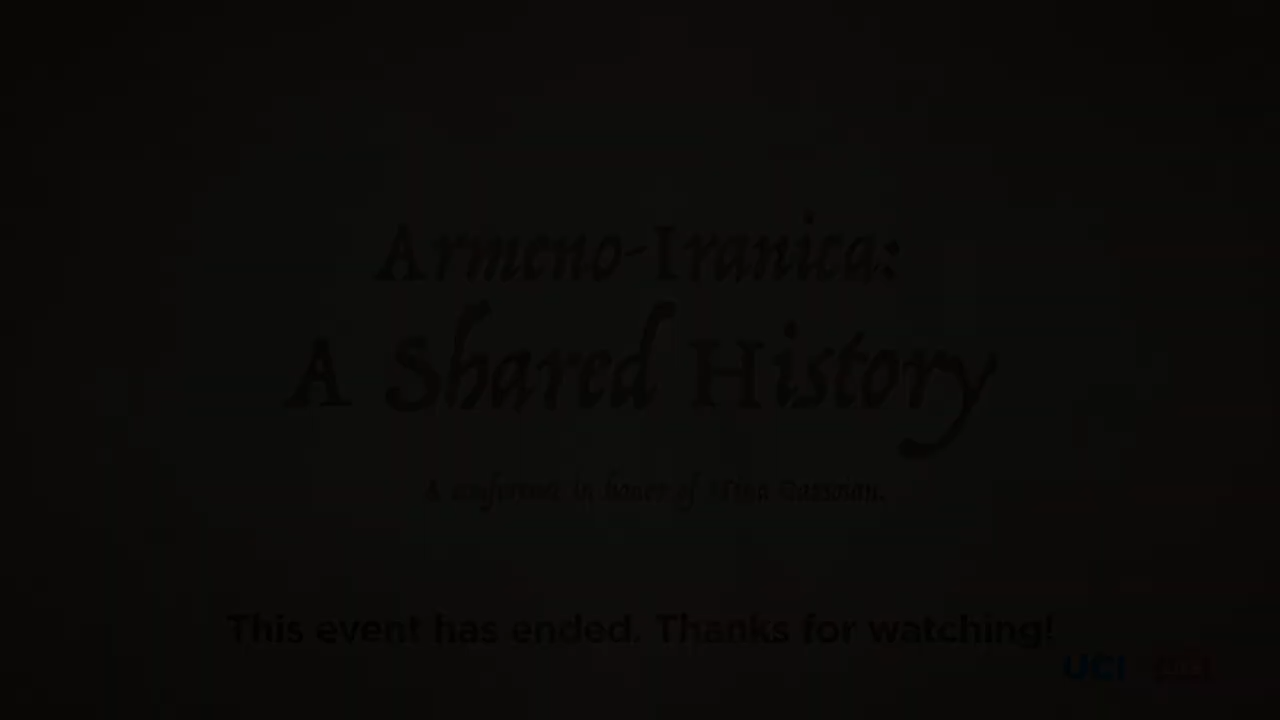 Armeno-Iranica:
A Shared History
A conference in honor of Nina Garsoïan.
This event has ended. Thanks for watching!
UCI